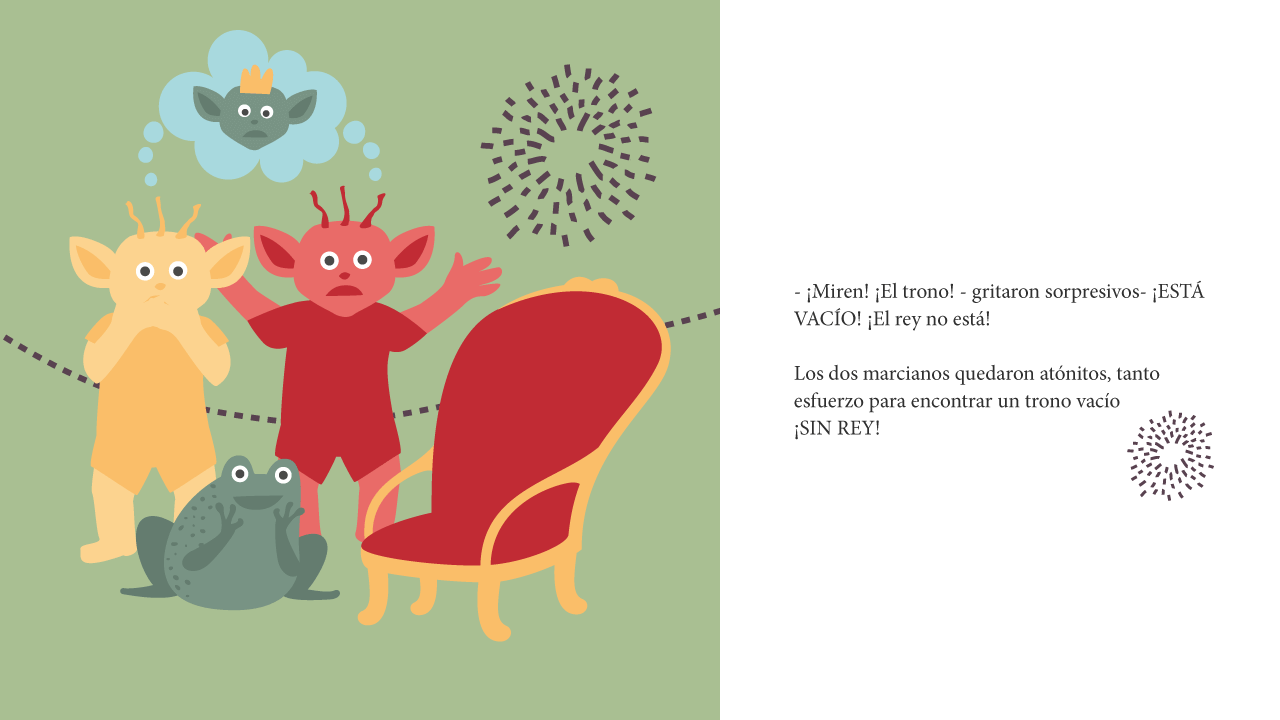 - ¡Miren! ¡El trono! - gritaron sorpresivos- ¡ESTÁ
VACÍO! ¡El rey no está!
Los dos marcianos quedaron atónitos, tanto
esfuerzo para encontrar un trono vacío
¡SIN REY!